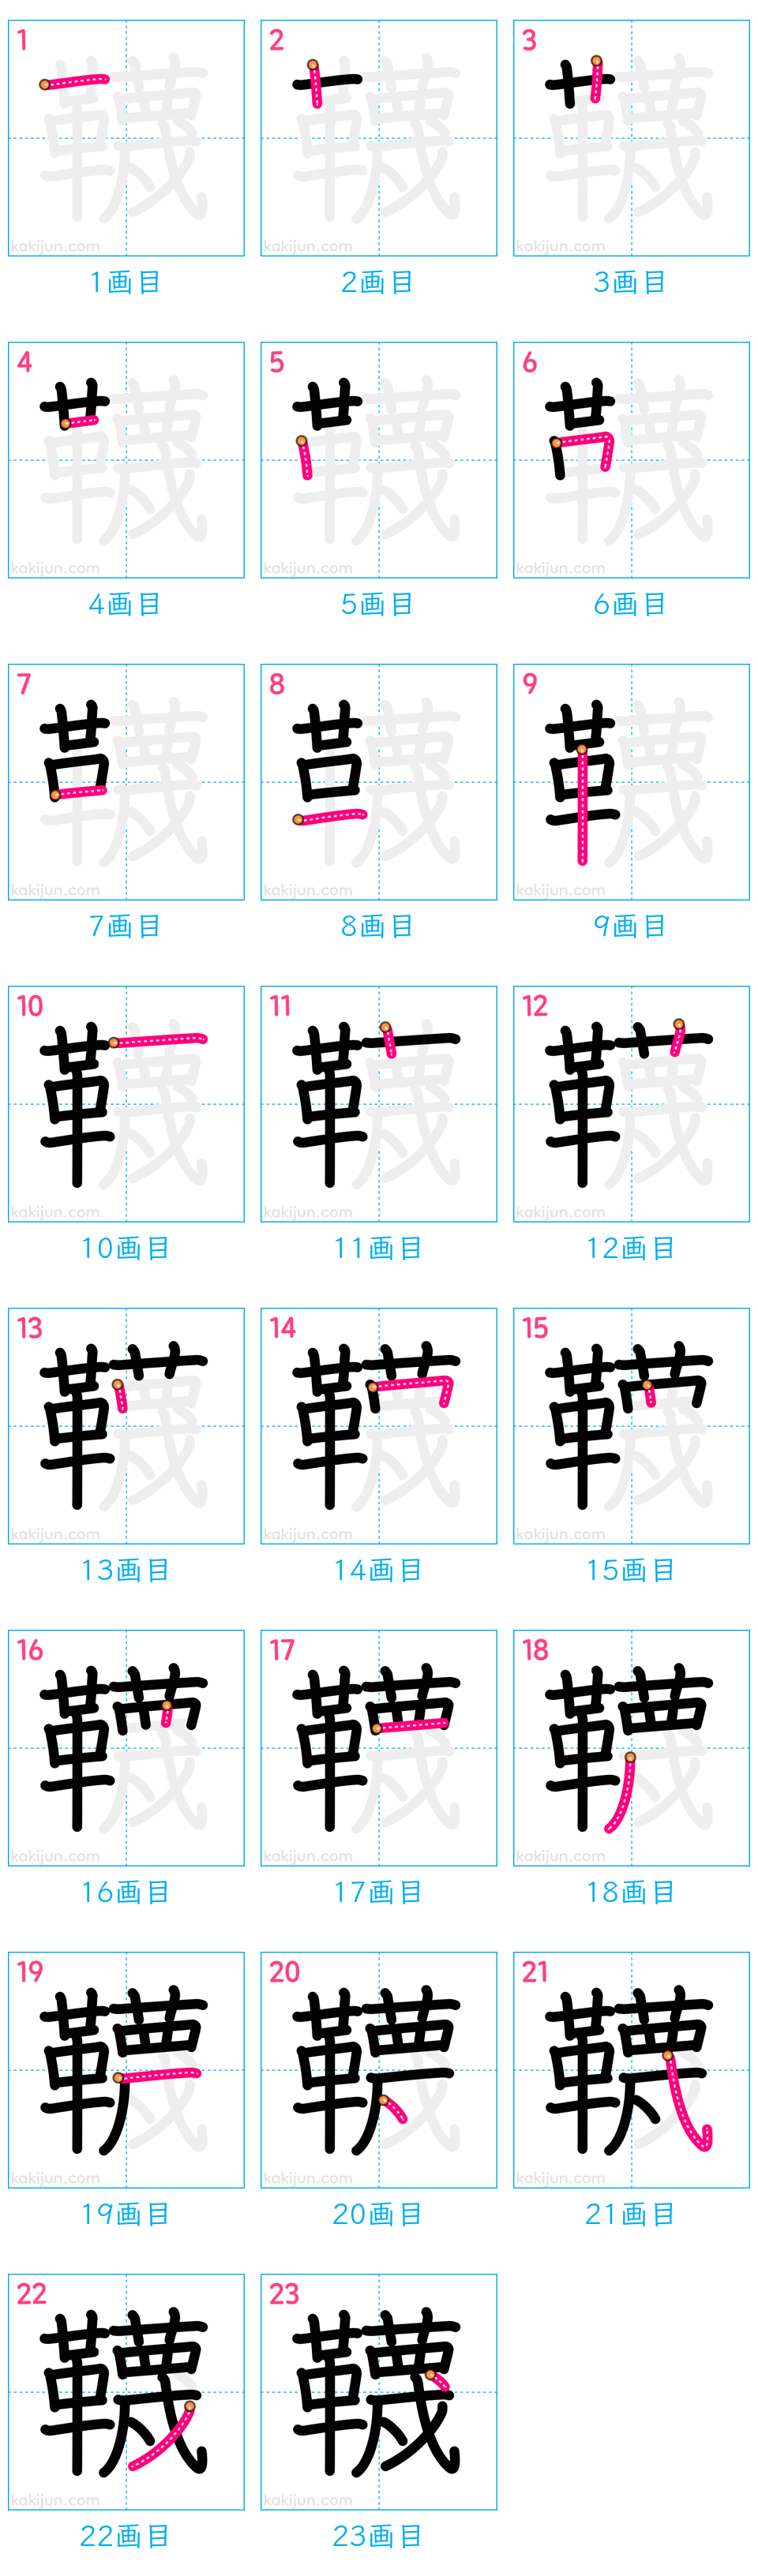 1 2 3
kakijun.com kakijun.com kakijun.com
1画目 2画目 3画目
4 5 6
kakijun.com kakijun.com kakijun.com
4画目 5画目 6画目
7 8 9
kakijun.com kakijun.com kakijun.com
7画目 8画目 9画目
10 11 12
kakijun.com kakijun.com kakijun.com
10画目 11画目 12画目
13 14 15
kakijun.com kakijun.com kakijun.com
13画目 14画目 15画目
16 17 18
kakijun.com kakijun.com kakijun.com
16画目 17画目 18画目
19 20 21
kakijun.com kakijun.com kakijun.com
19画目 20画目 21画目
22 23
韈
kakijun.com kakijun.com
22画目 23画目